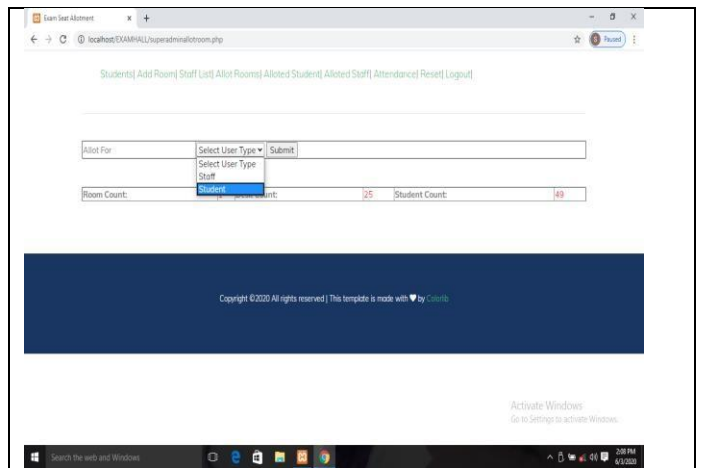 Exam Seat Allotment
localhost/EXAMHALL/superadminallotroom.php
Paused
Students| Add Room| Staff List| Allot Rooms| Alloted Student| Alloted Staff| Attendance| Reset| Logout|
Allot For
Select User Type
Submit
Select User Type
Staff
Student
Room Count:
Count:
25
Student Count:
49
Copyright ©2020 All rights reserved | This template is made with by Colorlib
Activate Windows
Go to Settings to activate Windows.
Search the web and Windows
2:00 PM
6/3/2020